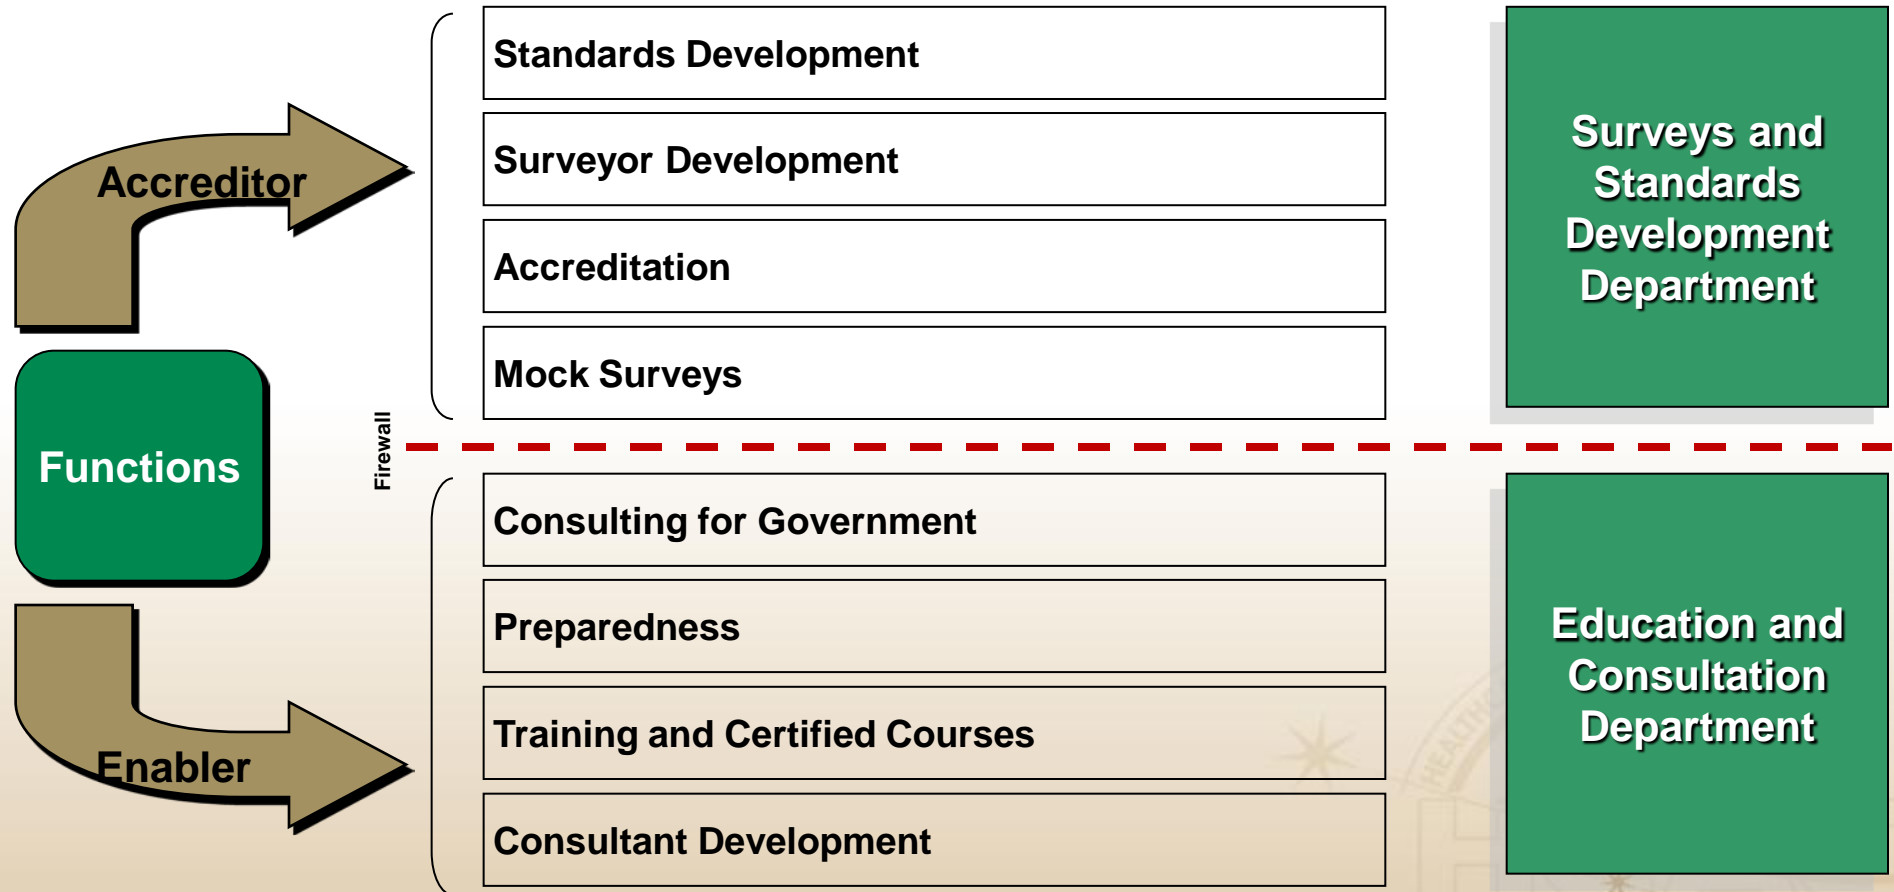 Standards Development
Surveyor Development
Accreditation
Mock Surveys
Accreditor
Surveys and
Standards
Development
Department
Functions
Firewall
Consulting for Government
Preparedness
Training and Certified Courses
Consultant Development
Enabler
Education and
Consultation
Department